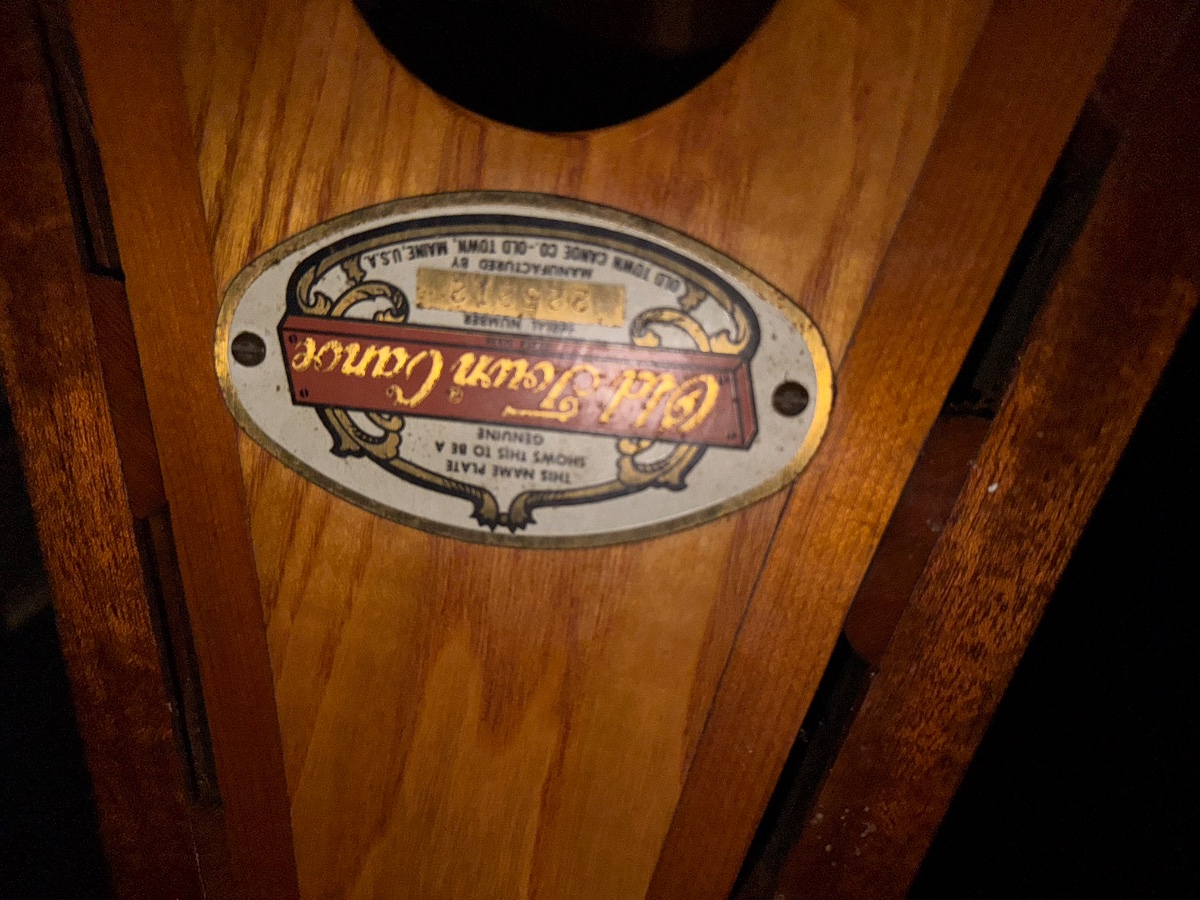 THIS NAME PLATE
SHOWS THIS TO BE A
GENUINE
Old Town ® Canoe
SERIAL NUMBER
MANUFACTURED BY
OLD TOWN CANOE CO.-OLD TOWN, MAINE, U.S.A.